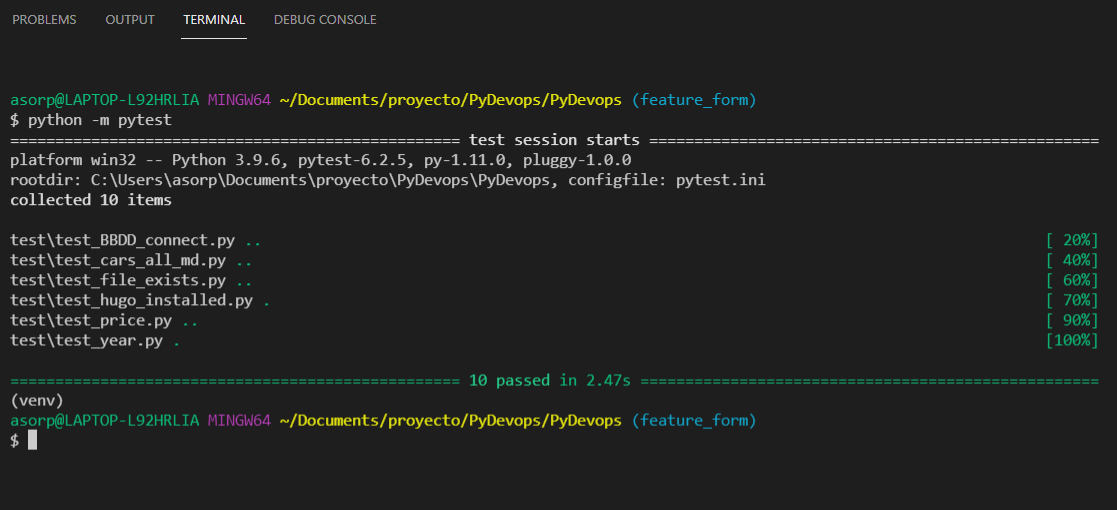 PROBLEMS OUTPUT TERMINAL DEBUG CONSOLE
asorp@LAPTOP-L92HRLIA MINGW64 ~/Documents/proyecto/PyDevops/PyDevops (feature_form)
$ python -m pytest
================================================== test session starts ==================================================
platform win32 -- Python 3.9.6, pytest-6.2.5, py-1.11.0, pluggy-1.0.0
rootdir: C:\Users\asorp\Documents\proyecto\PyDevops\PyDevops, configfile: pytest.ini
collected 10 items
test\test_BBDD_connect.py .. [ 20%]
test\test_cars_all_md.py .. [ 40%]
test\test_file_exists.py .. [ 60%]
test\test_hugo_installed.py . [ 70%]
test\test_price.py .. [ 90%]
test\test_year.py . [100%]
================================================== 10 passed in 2.47s ===================================================
(venv)
asorp@LAPTOP-L92HRLIA MINGW64 ~/Documents/proyecto/PyDevops/PyDevops (feature_form)
$